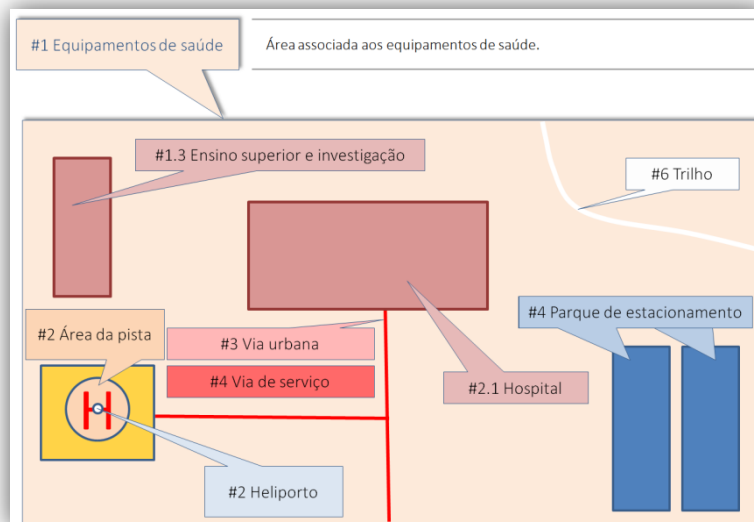 #1 Equipamentos de saúde
Área associada aos equipamentos de saúde.
#1.3 Ensino superior e investigação
#6 Trilho
#4 Parque de estacionamento
#2 Área da pista
#3 Via urbana
#4 Via de serviço
#2.1 Hospital
H
#2 Heliporto